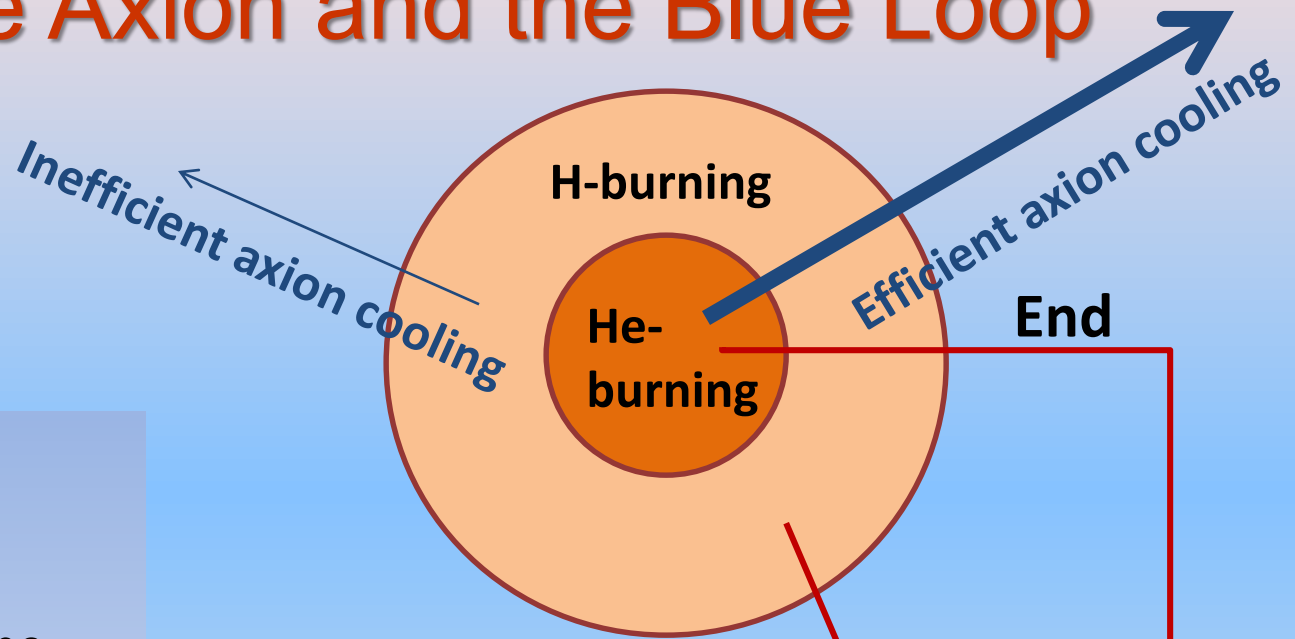 e Axion and the Blue Loop
Inefficient axion cooling
H-burning
Efficient axion cooling
He-
burning
End